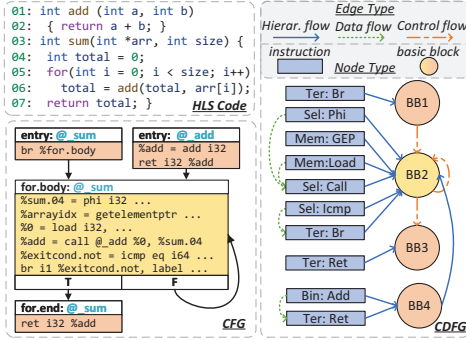 01: int add (int a, int b)
02: { return a + b; }
03: int sum(int *arr, int size) {
04: int total = 0;
05: for(int i = 0; i < size; i++)
06: total = add(total, arr[i]);
07: return total; }
HLS Code
entry: @_sum
br %for.body
entry: @_add
%add = add i32
ret i32 %add
for.body: @_sum
%sum.04 = phi i32 ...
%arrayidx = getelementptr ...
%0 = load i32, ...
%add = call @_add %0, %sum.04
%exitcond.not = icmp eq i64 ...
br i1 %exitcond.not, label ...
T F
for.end: @_sum
ret i32 %add
CFG
Edge Type
Hierar. flow Data flow Control flow
instruction basic block
Node Type
Ter: Br
Sel: Phi
Mem: GEP
Mem:Load
Sel: Call
Sel: Icmp
Ter: Br
Ter: Ret
Bin: Add
Ter: Ret
BB1
BB2
BB3
BB4
CDFG